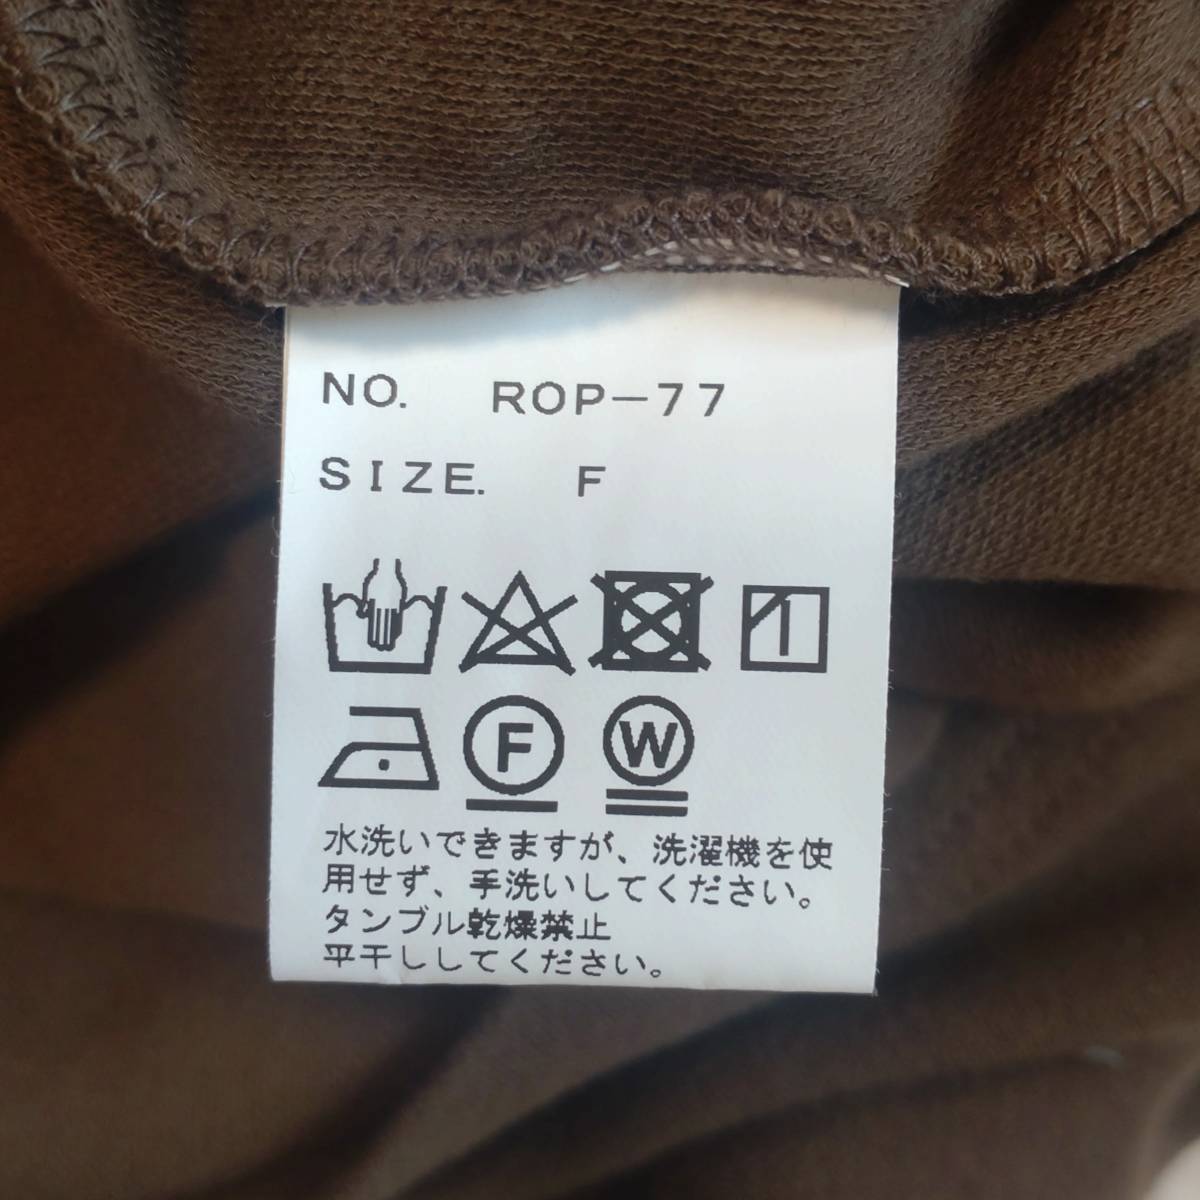 NO. ROP-77
SIZE. F
F W
水洗いできますが、洗濯機を使
用せず、手洗いしてください。
タンブル乾燥禁止
平干ししてください。